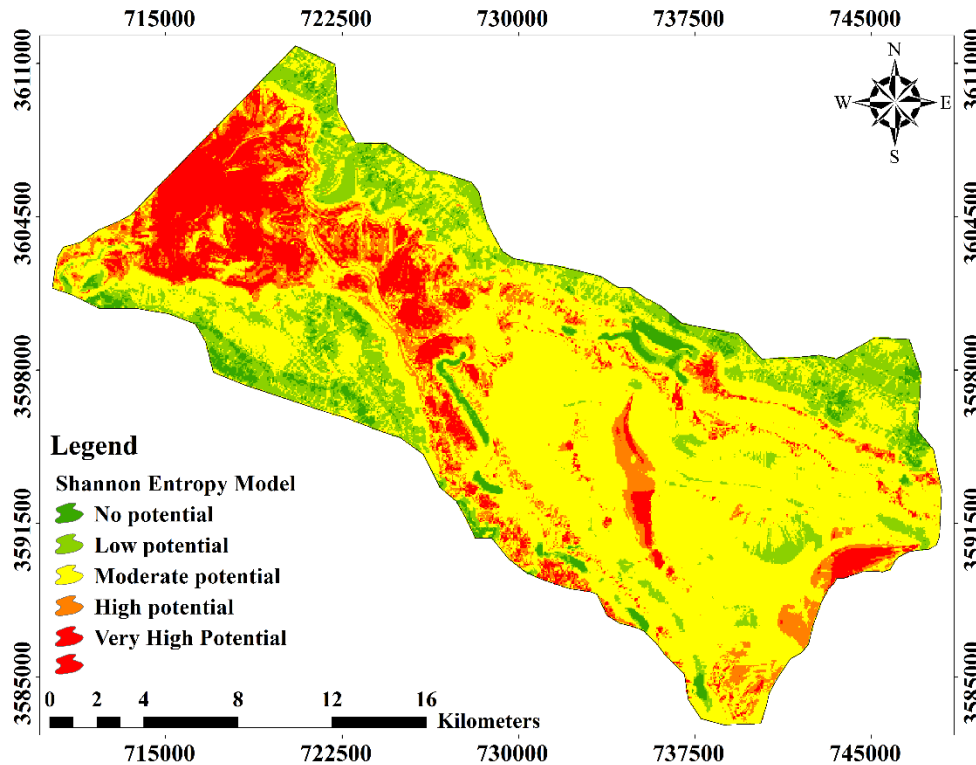 715000 722500 730000 737500 745000
3611000 3611000
N
W E
S
3604500 3604500
3598000 3598000
Legend
Shannon Entropy Model
No potential
Low potential
Moderate potential
High potential
Very High Potential
3591500 3591500
3585000 3585000
0 2 4 8 12 16
Kilometers
715000 722500 730000 737500 745000